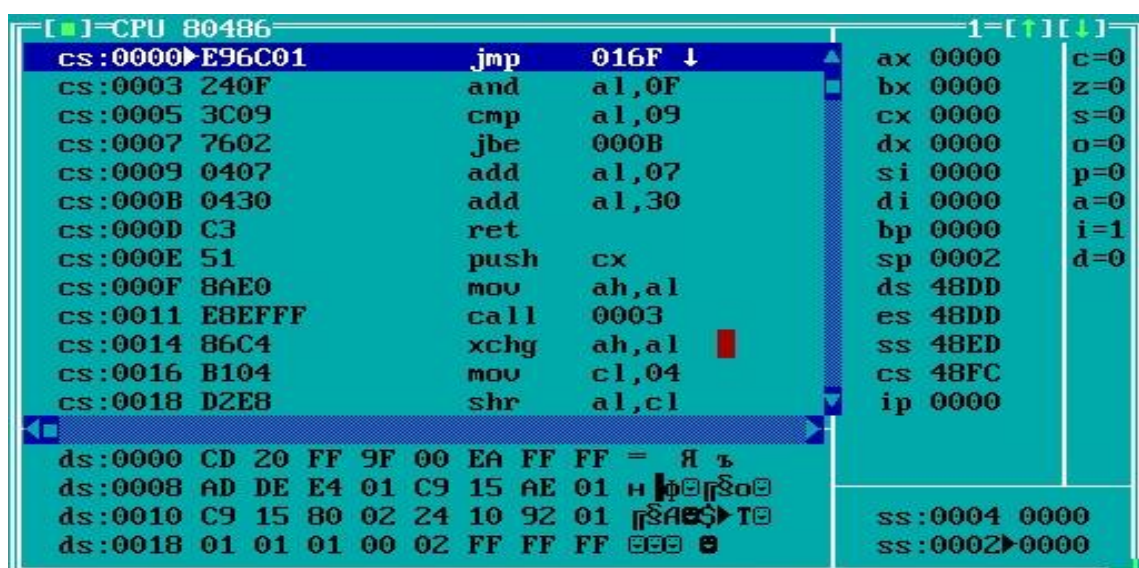 [■]=CPU 80486 1=[↑][↓]
cs:0000►E96C01 jmp 016F ↓ ax 0000 c=0
cs:0003 240F and al,0F bx 0000 z=0
cs:0005 3C09 cmp al,09 cx 0000 s=0
cs:0007 7602 jbe 000B dx 0000 o=0
cs:0009 0407 add al,07 si 0000 p=0
cs:000B 0430 add al,30 di 0000 a=0
cs:000D C3 ret bp 0000 i=1
cs:000E 51 push cx sp 0002 d=0
cs:000F 8AE0 mov ah,al ds 48DD
cs:0011 E8EFFF call 0003 es 48DD
cs:0014 86C4 xchg ah,al ss 48ED
cs:0016 B104 mov cl,04 cs 48FC
cs:0018 D2E8 shr al,cl ip 0000
ds:0000 CD 20 FF 9F 00 EA FF FF = Я ъ
ds:0008 AD DE E4 01 C9 15 AE 01 н▐ф☺╔§о☺
ds:0010 C9 15 80 02 24 10 92 01 ╔§А☻$►Т☺ ss:0004 0000
ds:0018 01 01 01 00 02 FF FF FF ☺☺☺ ☻ ss:0002►0000